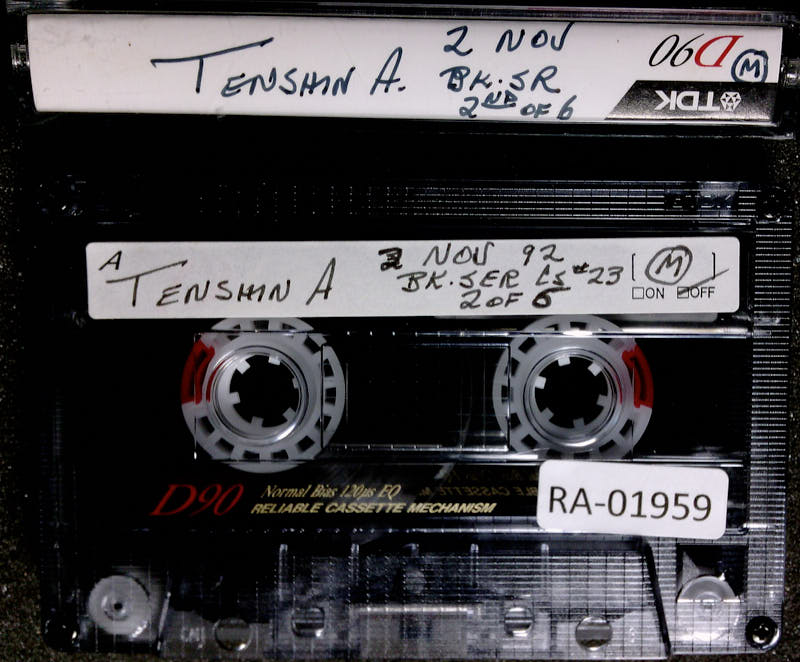 TENSHIN A.
2 NOV
BK. SR
2ND OF 6
D90
M
TDK
A
TENSHIN A
2 NOV 92
BK. SER CS #23
2 OF 6
M
ON OFF
D90 Normal Bias 120µs EQ
RELIABLE CASSETTE MECHANISM
RA-01959